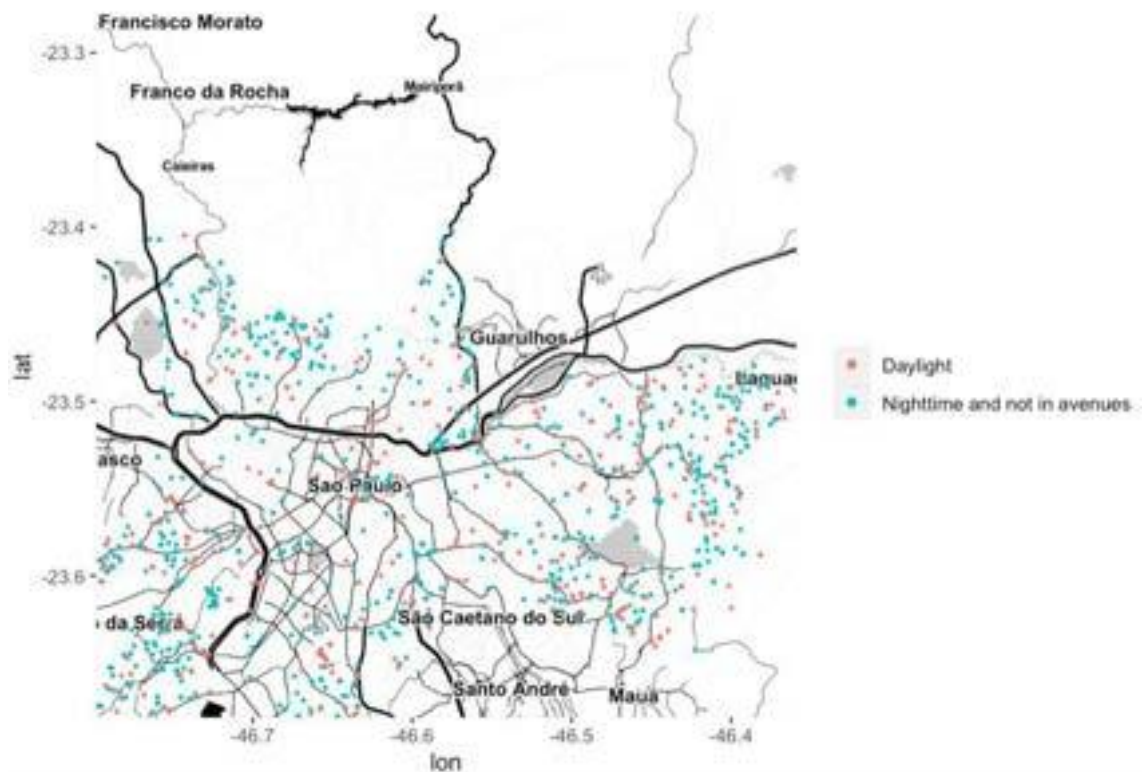 Francisco Morato
-23.3
Franco da Rocha
Mairiporã
Caieiras
-23.4
Guarulhos
lat
Daylight
Itaquaq
-23.5
Nighttime and not in avenues
asco
São Paulo
-23.6
o da Serra
São Caetano do Sul
Santo André
Mauá
-46.7
-46.6
-46.5
-46.4
lon